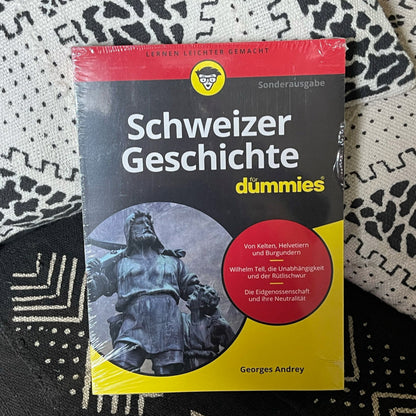 LERNEN LEICHTER GEMACHT
Sonderausgabe
Schweizer
Geschichte
für
dummies®
Von Kelten, Helvetiern
und Burgundern
Wilhelm Tell, die Unabhängigkeit
und der Rütlischwur
Die Eidgenossenschaft
und ihre Neutralität
Georges Andrey